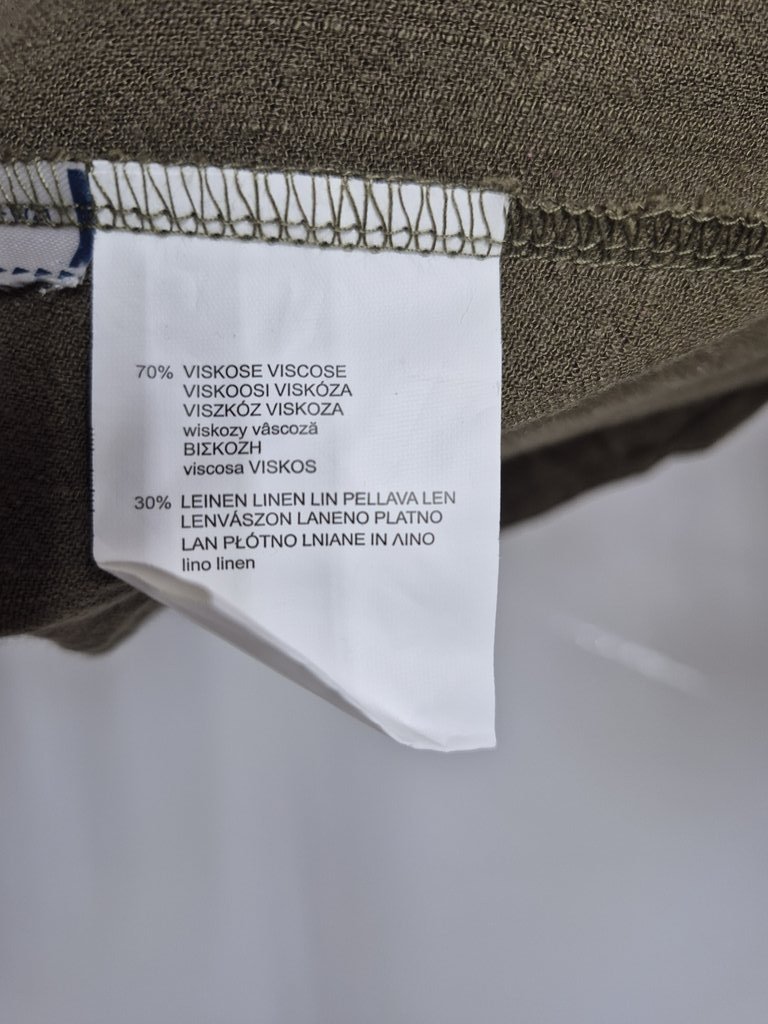 70% VISKOSE VISCOSE
VISKOOSI VISKÓZA
VISZKÓZ VISKOZA
wiskozy vâscoză
ΒΙΣΚΟΖΗ
viscosa VISKOS
30% LEINEN LINEN LIN PELLAVA LEN
LENVÁSZON LANENO PLATNO
LAN PŁÓTNO LNIANE IN ΛΙΝΟ
lino linen